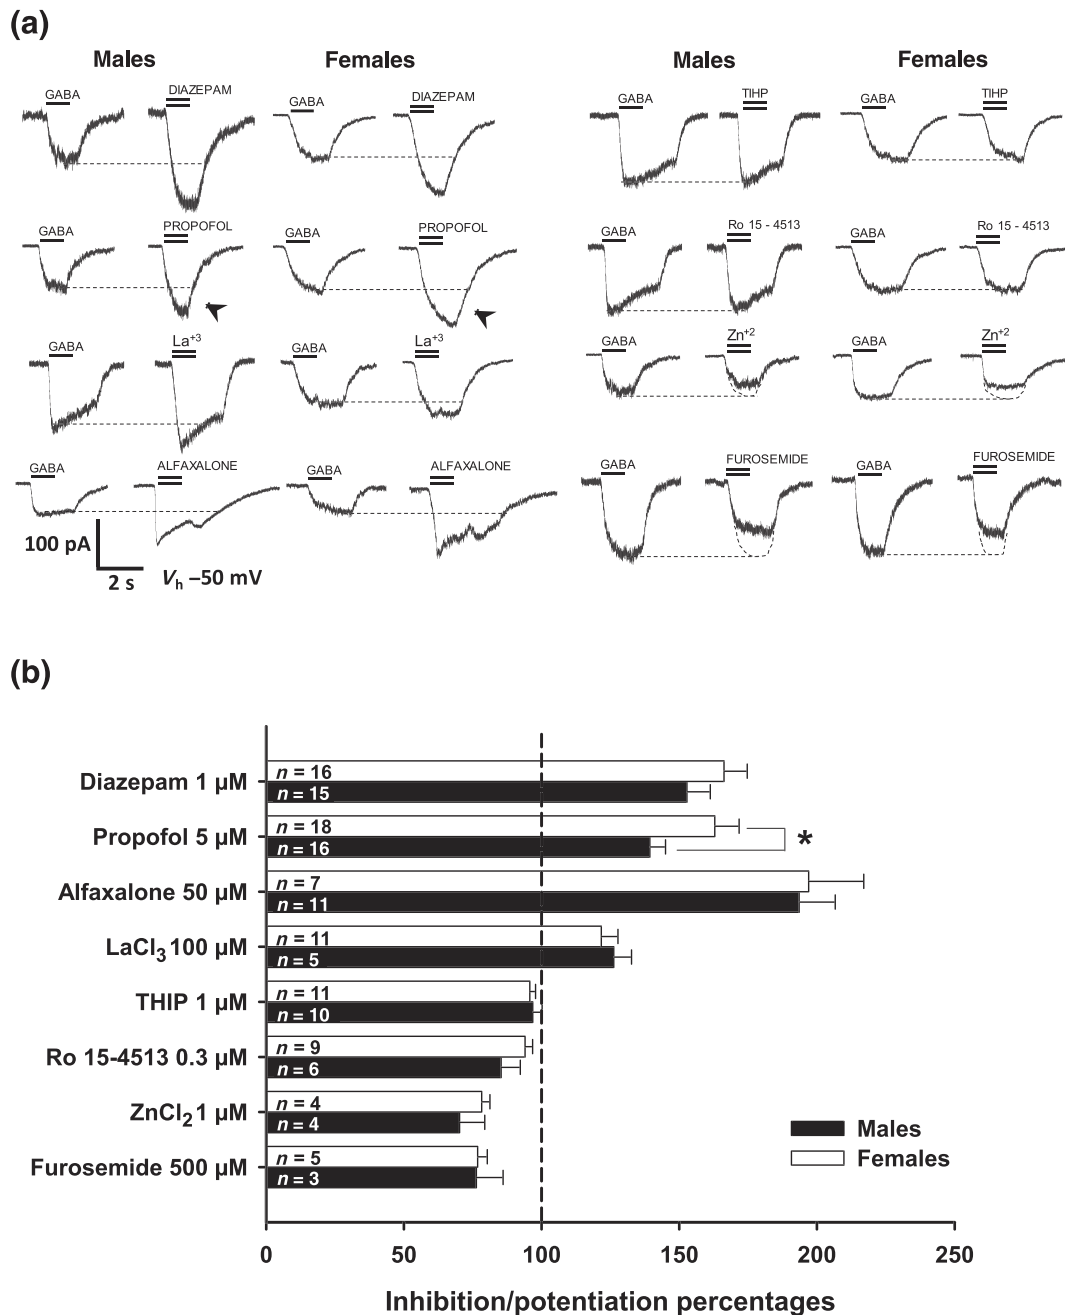 (a)
Males Females Males Females
GABA DIAZEPAM GABA DIAZEPAM GABA TIHP GABA TIHP
GABA PROPOFOL GABA PROPOFOL GABA Ro 15 - 4513 GABA Ro 15 - 4513
GABA La+3 GABA La+3 GABA Zn+2 GABA Zn+2
GABA ALFAXALONE GABA ALFAXALONE GABA FUROSEMIDE GABA FUROSEMIDE
100 pA
2 s Vh –50 mV
(b)
Diazepam 1 µM n = 16
n = 15
Propofol 5 µM n = 18
n = 16 *
Alfaxalone 50 µM n = 7
n = 11
LaCl3 100 µM n = 11
n = 5
THIP 1 µM n = 11
n = 10
Ro 15-4513 0.3 µM n = 9
n = 6
ZnCl2 1 µM n = 4
n = 4
Furosemide 500 µM n = 5
n = 3
Males
Females
0 50 100 150 200 250
Inhibition/potentiation percentages